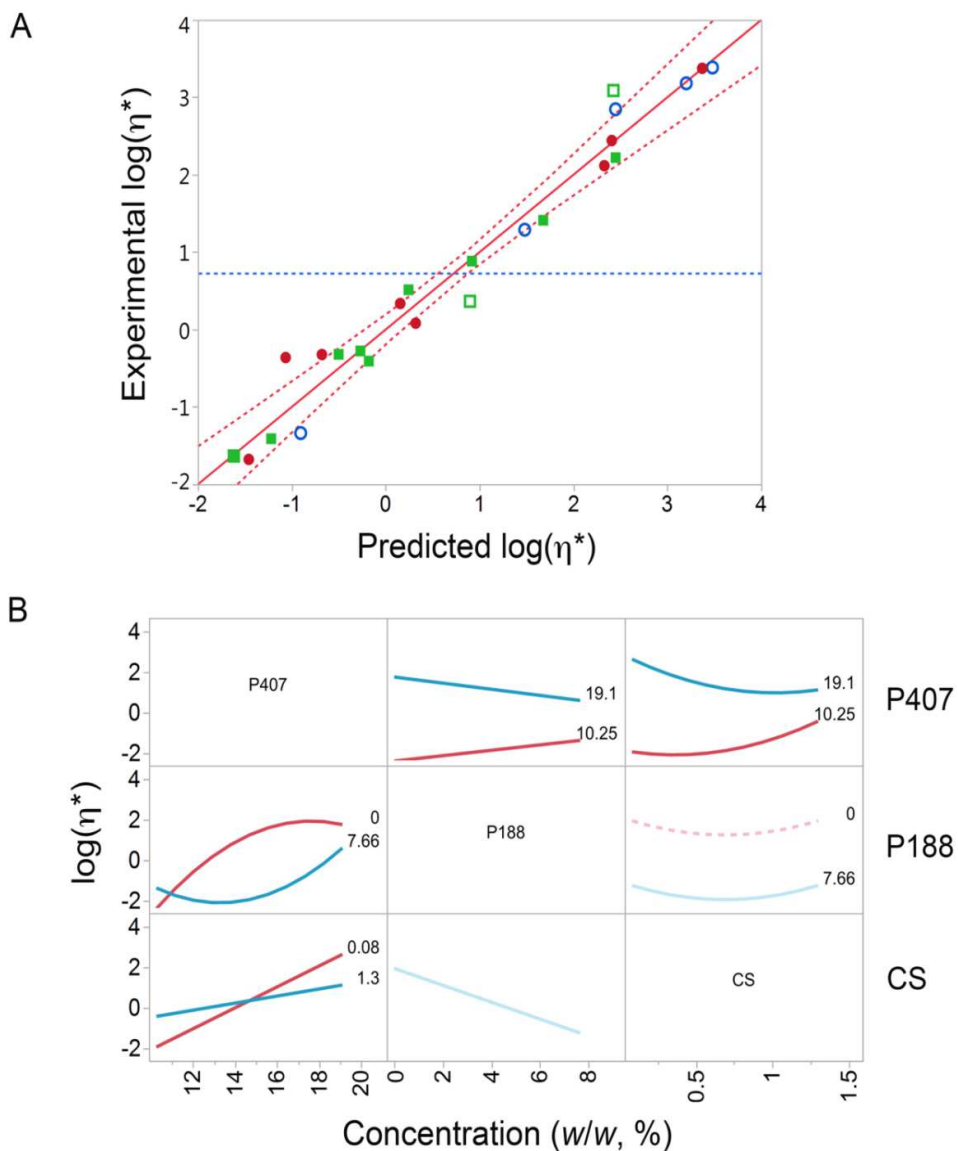 A
4
3
2
1
0
-1
-2
Experimental log(η*)
-2 -1 0 1 2 3 4
Predicted log(η*)
B
4
2
0
-2
P407
19.1
10.25
19.1
10.25
P407
4
2
0
-2
log(η*)
0
7.66
P188
0
7.66
P188
4
2
0
-2
0.08
1.3
CS
CS
12 14 16 18 20 0 2 4 6 8 0.5 1 1.5
Concentration (w/w, %)